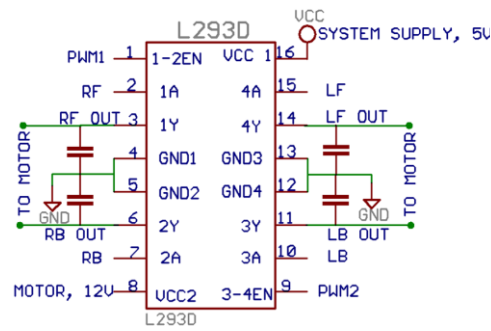 L293D
VCC
SYSTEM SUPPLY, 5V
PWM1 1 1-2EN VCC 1 16
RF 2 1A 4A 15 LF
RF OUT 3 1Y 4Y 14 LF OUT
4 GND1 GND3 13
5 GND2 GND4 12
GND GND
TO MOTOR TO MOTOR
RB OUT 6 2Y 3Y 11 LB OUT
RB 7 2A 3A 10 LB
MOTOR, 12V 8 VCC2 3-4EN 9 PWM2
L293D